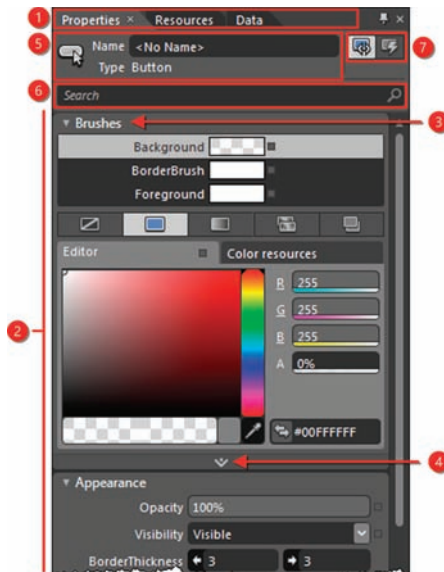 1 Properties × Resources Data ×
5 Name <No Name> 7
Type Button
6 Search
Brushes 3
Background
BorderBrush
Foreground
Editor Color resources
R 255
G 255
2 B 255
A 0%
#00FFFFFF
4
Appearance
Opacity 100%
Visibility Visible
BorderThickness 3 3